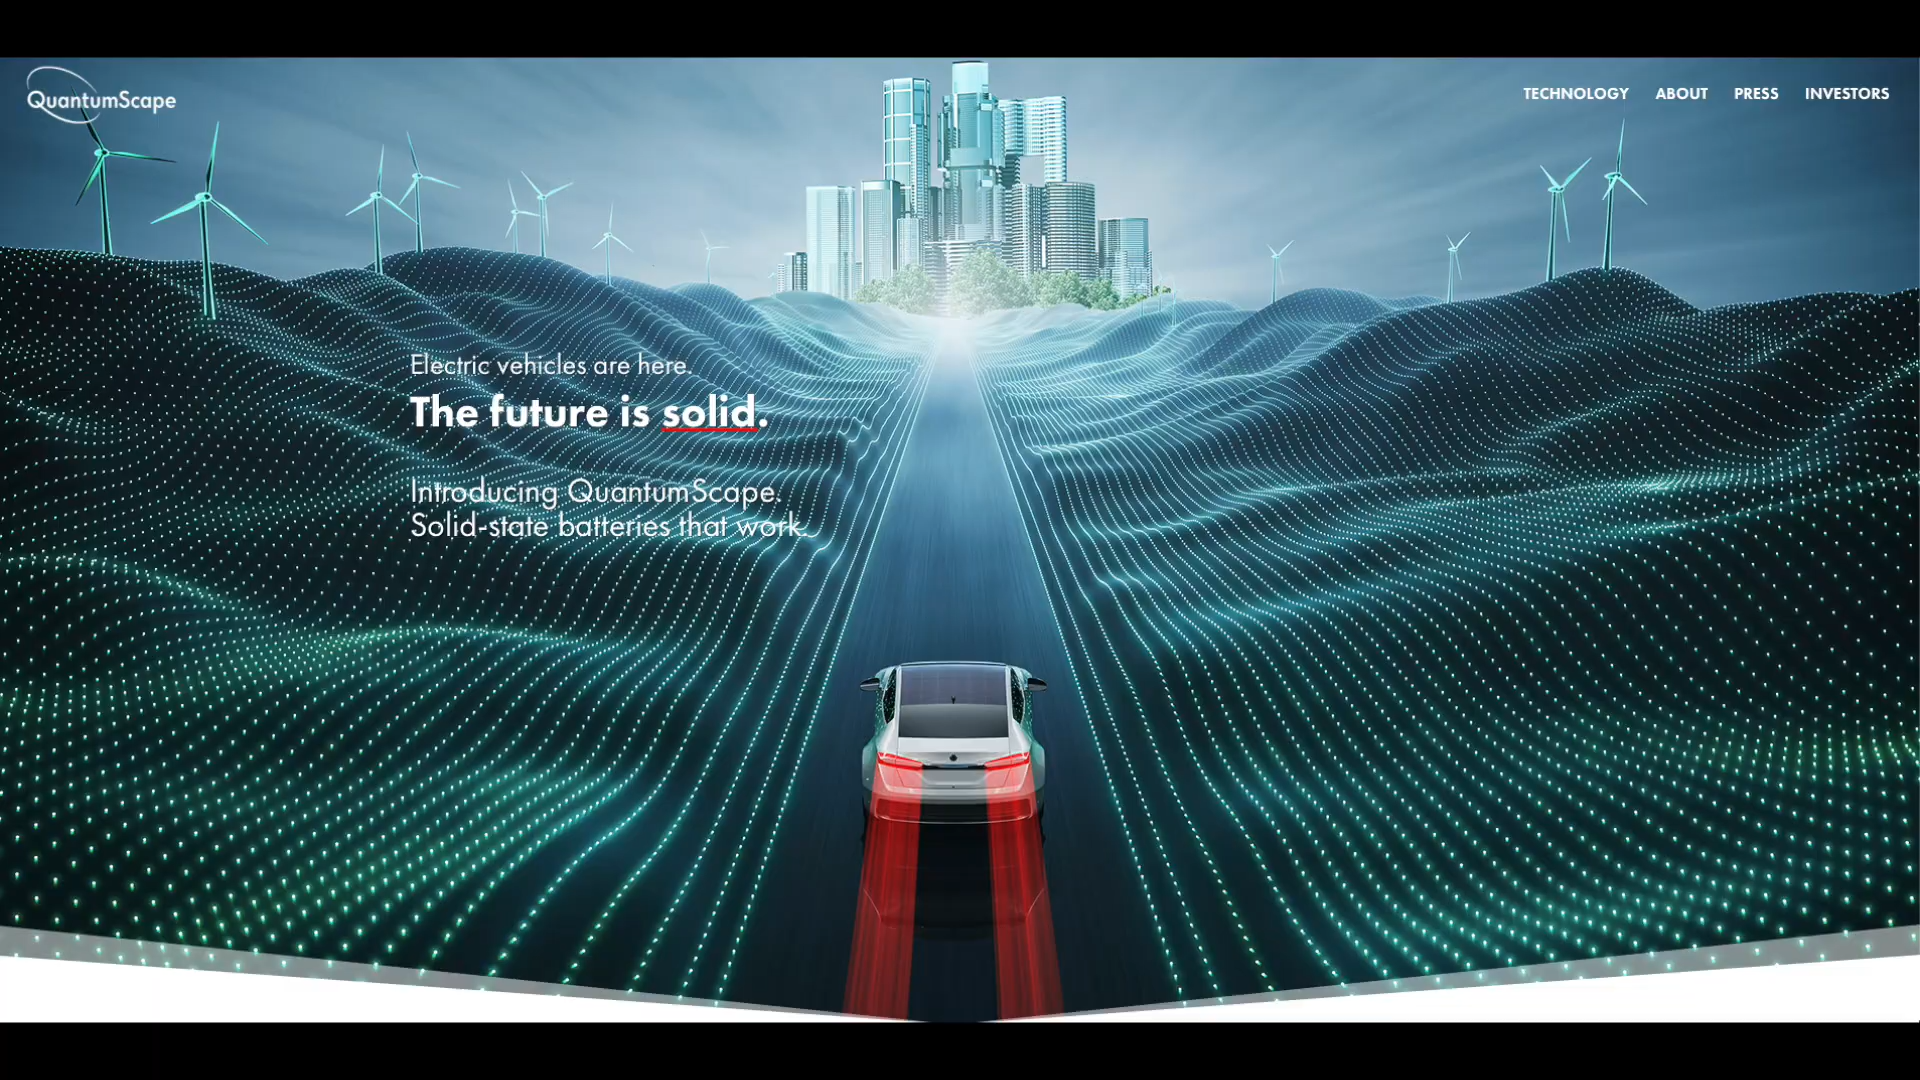 QuantumScape
TECHNOLOGY ABOUT PRESS INVESTORS
Electric vehicles are here.
The future is solid.
Introducing QuantumScape.
Solid-state batteries that work.